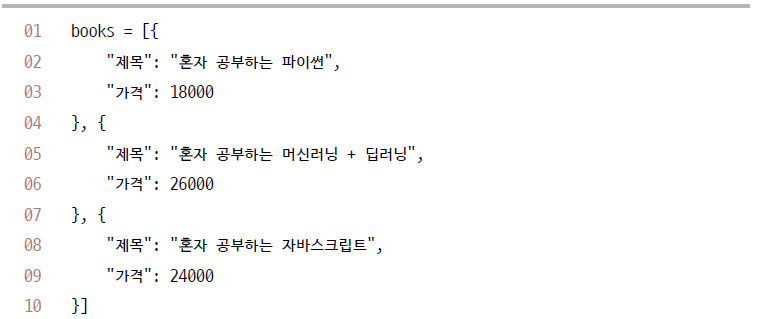 01 books = [{
02 "제목": "혼자 공부하는 파이썬",
03 "가격": 18000
04 }, {
05 "제목": "혼자 공부하는 머신러닝 + 딥러닝",
06 "가격": 26000
07 }, {
08 "제목": "혼자 공부하는 자바스크립트",
09 "가격": 24000
10 }]